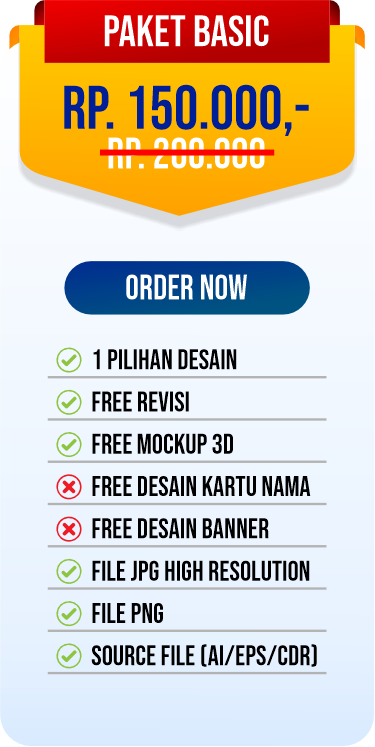 PAKET BASIC
RP. 150.000,-
RP. 200.000
ORDER NOW
1 PILIHAN DESAIN
FREE REVISI
FREE MOCKUP 3D
FREE DESAIN KARTU NAMA
FREE DESAIN BANNER
FILE JPG HIGH RESOLUTION
FILE PNG
SOURCE FILE (AI/EPS/CDR)